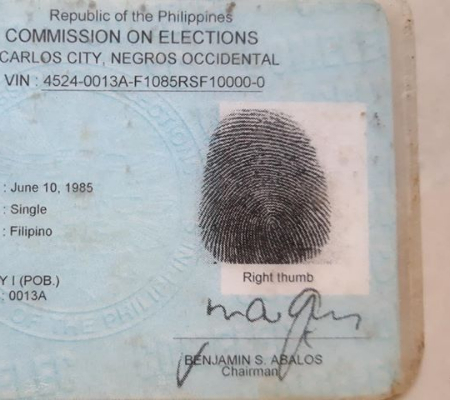 Republic of the Philippines
COMMISSION ON ELECTIONS
CARLOS CITY, NEGROS OCCIDENTAL
VIN : 4524-0013A-F1085RSF10000-0
: June 10, 1985
: Single
: Filipino
Y I (POB.)
: 0013A
Right thumb
BENJAMIN S. ABALOS
Chairman